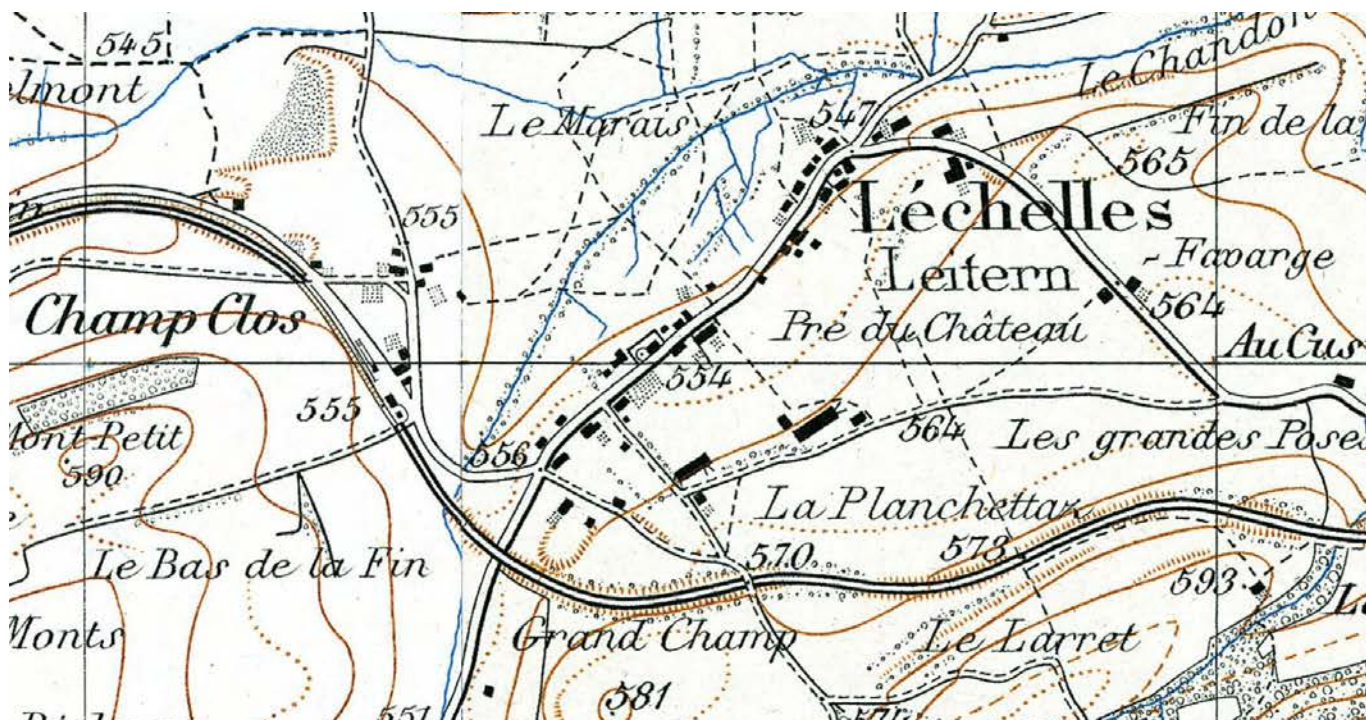 545
elmont
Le Marais
547
Le Chandon
Fin de la
565
555
Léchelles
Leitern
Favarge
564
Champ Clos
Pré du Château
Au Cus
554
555
564
Les grandes Poses
Mont Petit
590
556
La Planchetta
Le Bas de la Fin
570
573
593
Monts
Grand Champ
Le Larret
581
551